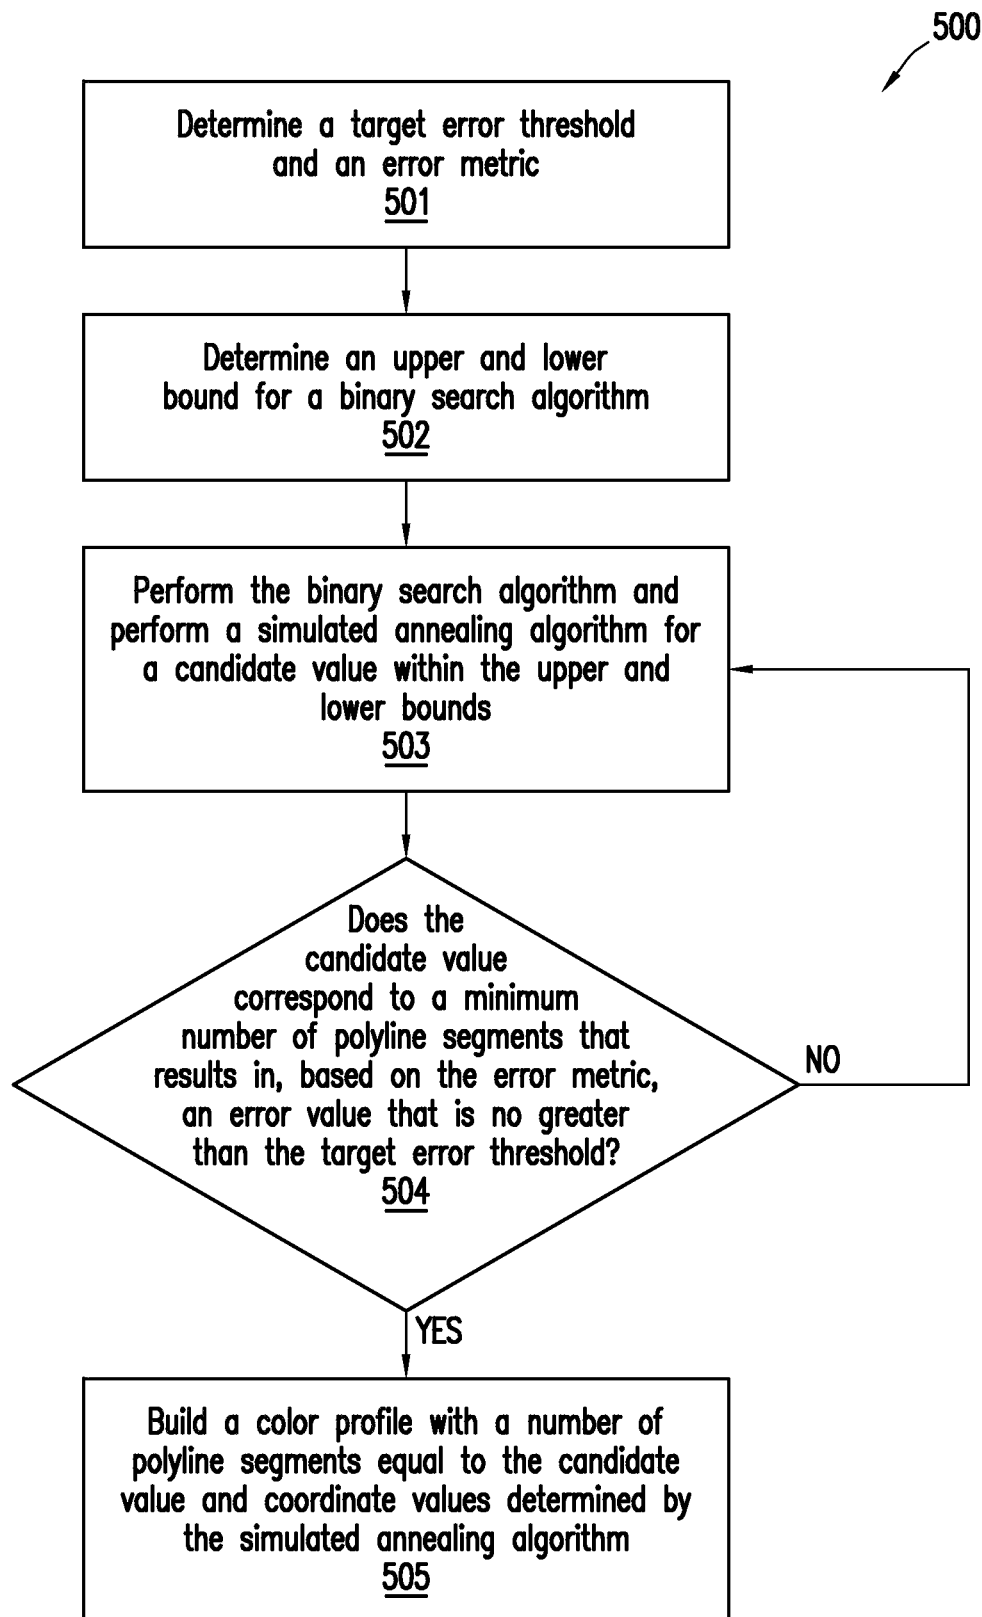 500
Determine a target error threshold
and an error metric
501
Determine an upper and lower
bound for a binary search algorithm
502
Perform the binary search algorithm and
perform a simulated annealing algorithm for
a candidate value within the upper and
lower bounds
503
Does the
candidate value
correspond to a minimum
number of polyline segments that
results in, based on the error metric,
an error value that is no greater
than the target error threshold?
504
NO
YES
Build a color profile with a number of
polyline segments equal to the candidate
value and coordinate values determined by
the simulated annealing algorithm
505